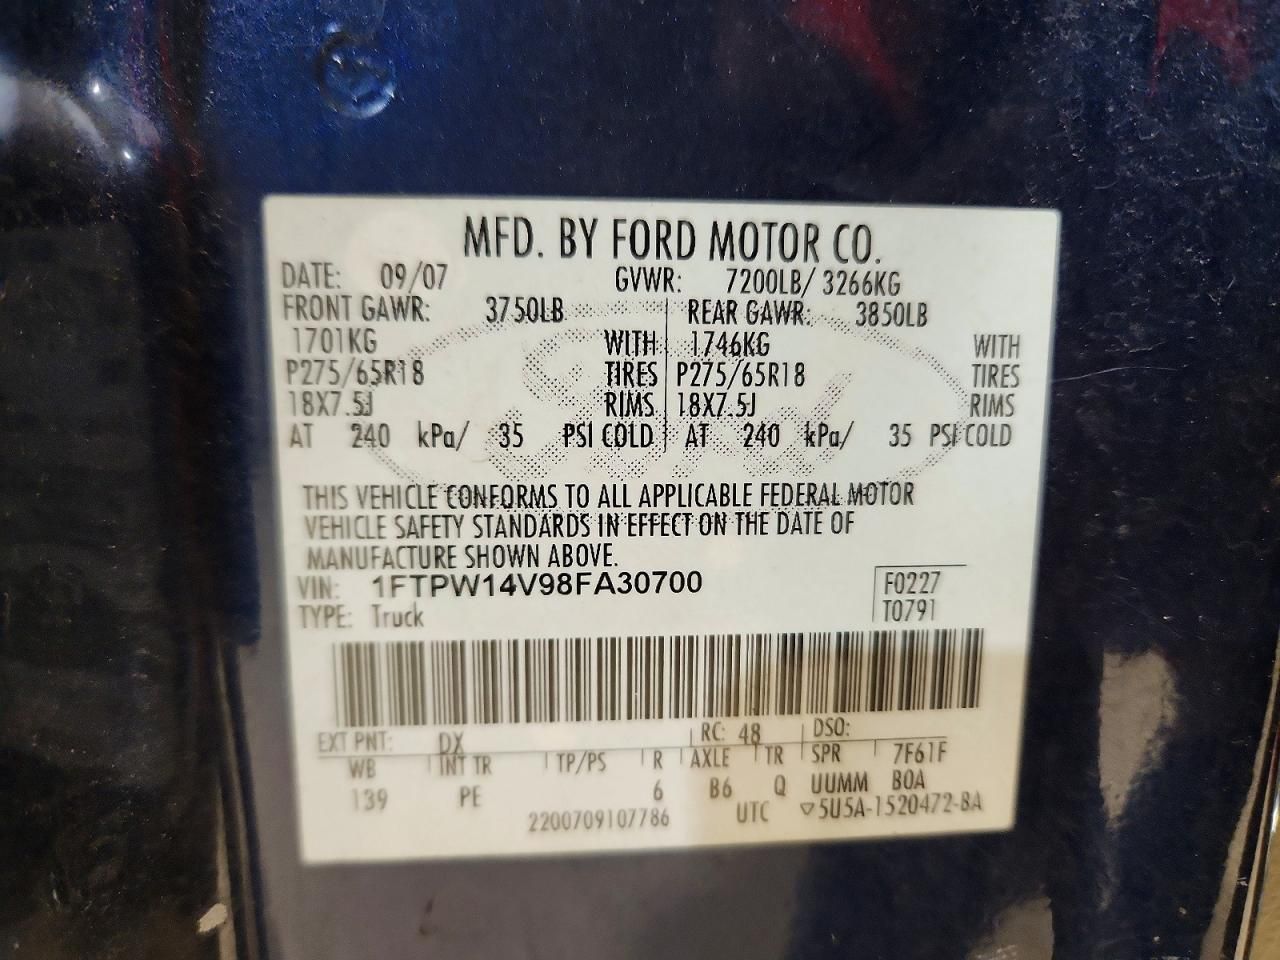 MFD. BY FORD MOTOR CO.
DATE: 09/07 GVWR: 7200LB/ 3266KG
FRONT GAWR: 3750LB REAR GAWR: 3850LB
1701KG WITH 1746KG WITH
P275/65R18 TIRES P275/65R18 TIRES
18X7.5J RIMS 18X7.5J RIMS
AT 240 kPa/ 35 PSI COLD AT 240 kPa/ 35 PSI COLD
THIS VEHICLE CONFORMS TO ALL APPLICABLE FEDERAL MOTOR
VEHICLE SAFETY STANDARDS IN EFFECT ON THE DATE OF
MANUFACTURE SHOWN ABOVE.
VIN: 1FTPW14V98FA30700 F0227
TYPE: Truck T0791
EXT PNT: DX RC: 48 DSO:
WB INT TR TP/PS R AXLE TR SPR 7F61F
139 PE 6 B6 Q UUMM BOA
2200709107786 UTC ▽5U5A-1520472-BA
Ford